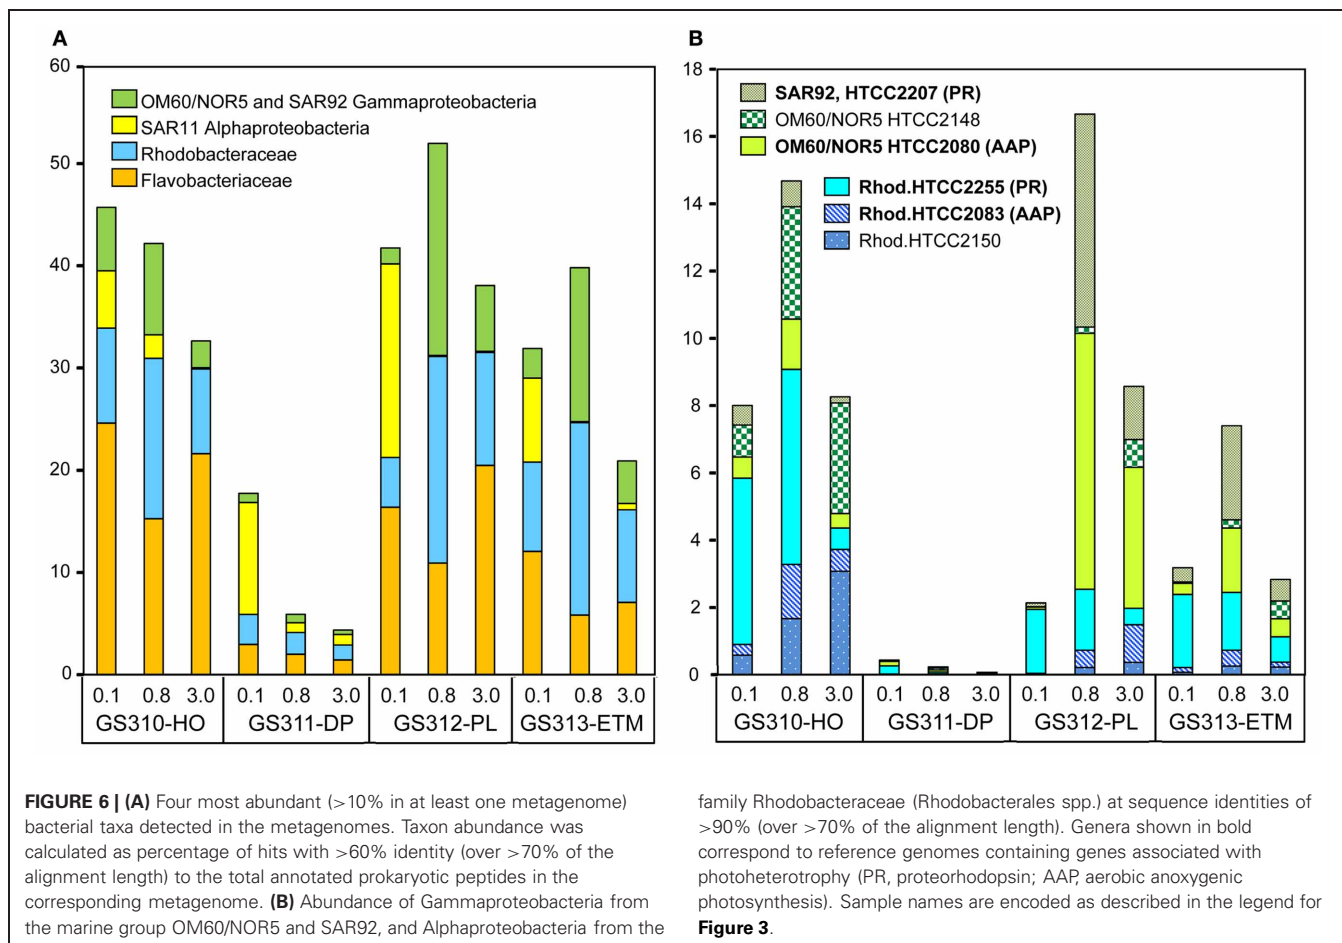 A
60
50
40
30
20
10
0
OM60/NOR5 and SAR92 Gammaproteobacteria
SAR11 Alphaproteobacteria
Rhodobacteraceae
Flavobacteriaceae
0.1 0.8 3.0 0.1 0.8 3.0 0.1 0.8 3.0 0.1 0.8 3.0
GS310-HO GS311-DP GS312-PL GS313-ETM
B
18
16
14
12
10
8
6
4
2
0
SAR92, HTCC2207 (PR)
OM60/NOR5 HTCC2148
OM60/NOR5 HTCC2080 (AAP)
Rhod.HTCC2255 (PR)
Rhod.HTCC2083 (AAP)
Rhod.HTCC2150
0.1 0.8 3.0 0.1 0.8 3.0 0.1 0.8 3.0 0.1 0.8 3.0
GS310-HO GS311-DP GS312-PL GS313-ETM
FIGURE 6 | (A) Four most abundant (>10% in at least one metagenome)
bacterial taxa detected in the metagenomes. Taxon abundance was
calculated as percentage of hits with >60% identity (over >70% of the
alignment length) to the total annotated prokaryotic peptides in the
corresponding metagenome. (B) Abundance of Gammaproteobacteria from
the marine group OM60/NOR5 and SAR92, and Alphaproteobacteria from the
family Rhodobacteraceae (Rhodobacterales spp.) at sequence identities of
>90% (over >70% of the alignment length). Genera shown in bold
correspond to reference genomes containing genes associated with
photoheterotrophy (PR, proteorhodopsin; AAP, aerobic anoxygenic
photosynthesis). Sample names are encoded as described in the legend for
Figure 3.